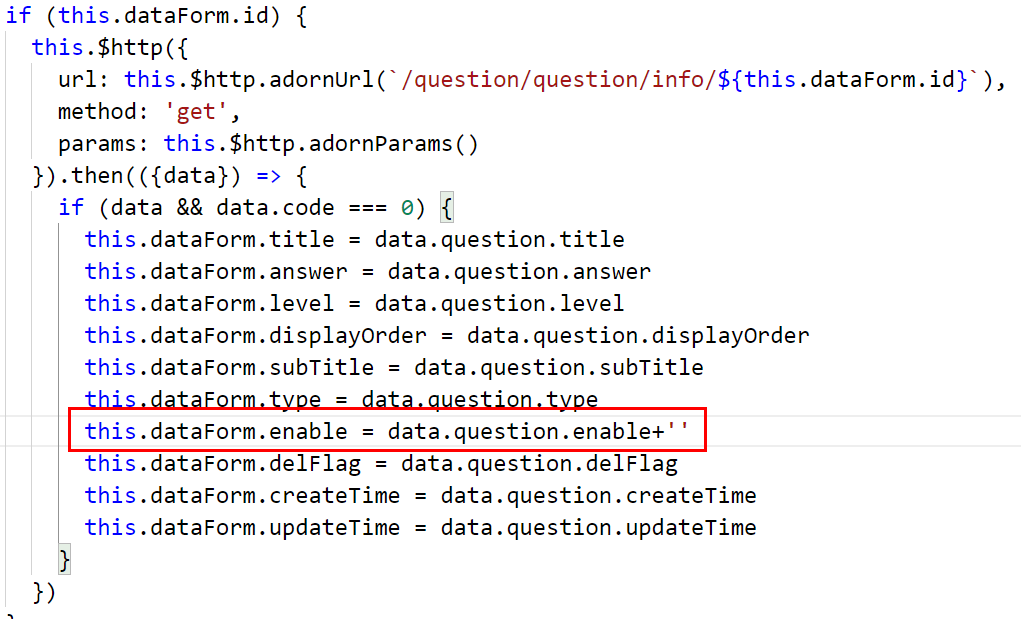 if (this.dataForm.id) {
this.$http({
url: this.$http.adornUrl(`/question/question/info/${this.dataForm.id}`),
method: 'get',
params: this.$http.adornParams()
}).then(({data}) => {
if (data && data.code === 0) {
this.dataForm.title = data.question.title
this.dataForm.answer = data.question.answer
this.dataForm.level = data.question.level
this.dataForm.displayOrder = data.question.displayOrder
this.dataForm.subTitle = data.question.subTitle
this.dataForm.type = data.question.type
this.dataForm.enable = data.question.enable+''
this.dataForm.delFlag = data.question.delFlag
this.dataForm.createTime = data.question.createTime
this.dataForm.updateTime = data.question.updateTime
}
})